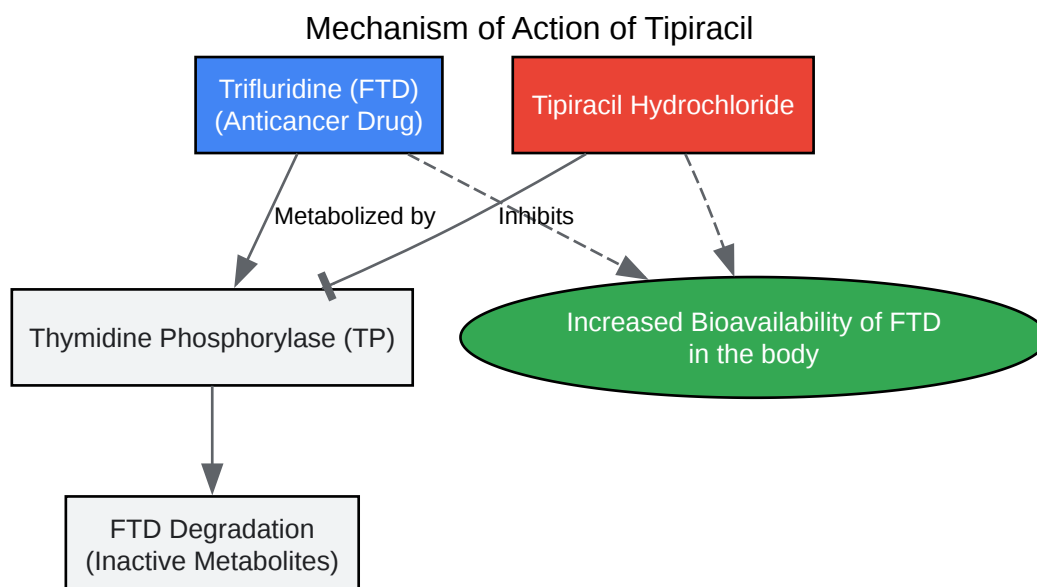 Mechanism of Action of Tipiracil
Trifluridine (FTD)
(Anticancer Drug)
Tipiracil Hydrochloride
Metabolized by
Inhibits
Thymidine Phosphorylase (TP)
Increased Bioavailability of FTD
in the body
FTD Degradation
(Inactive Metabolites)